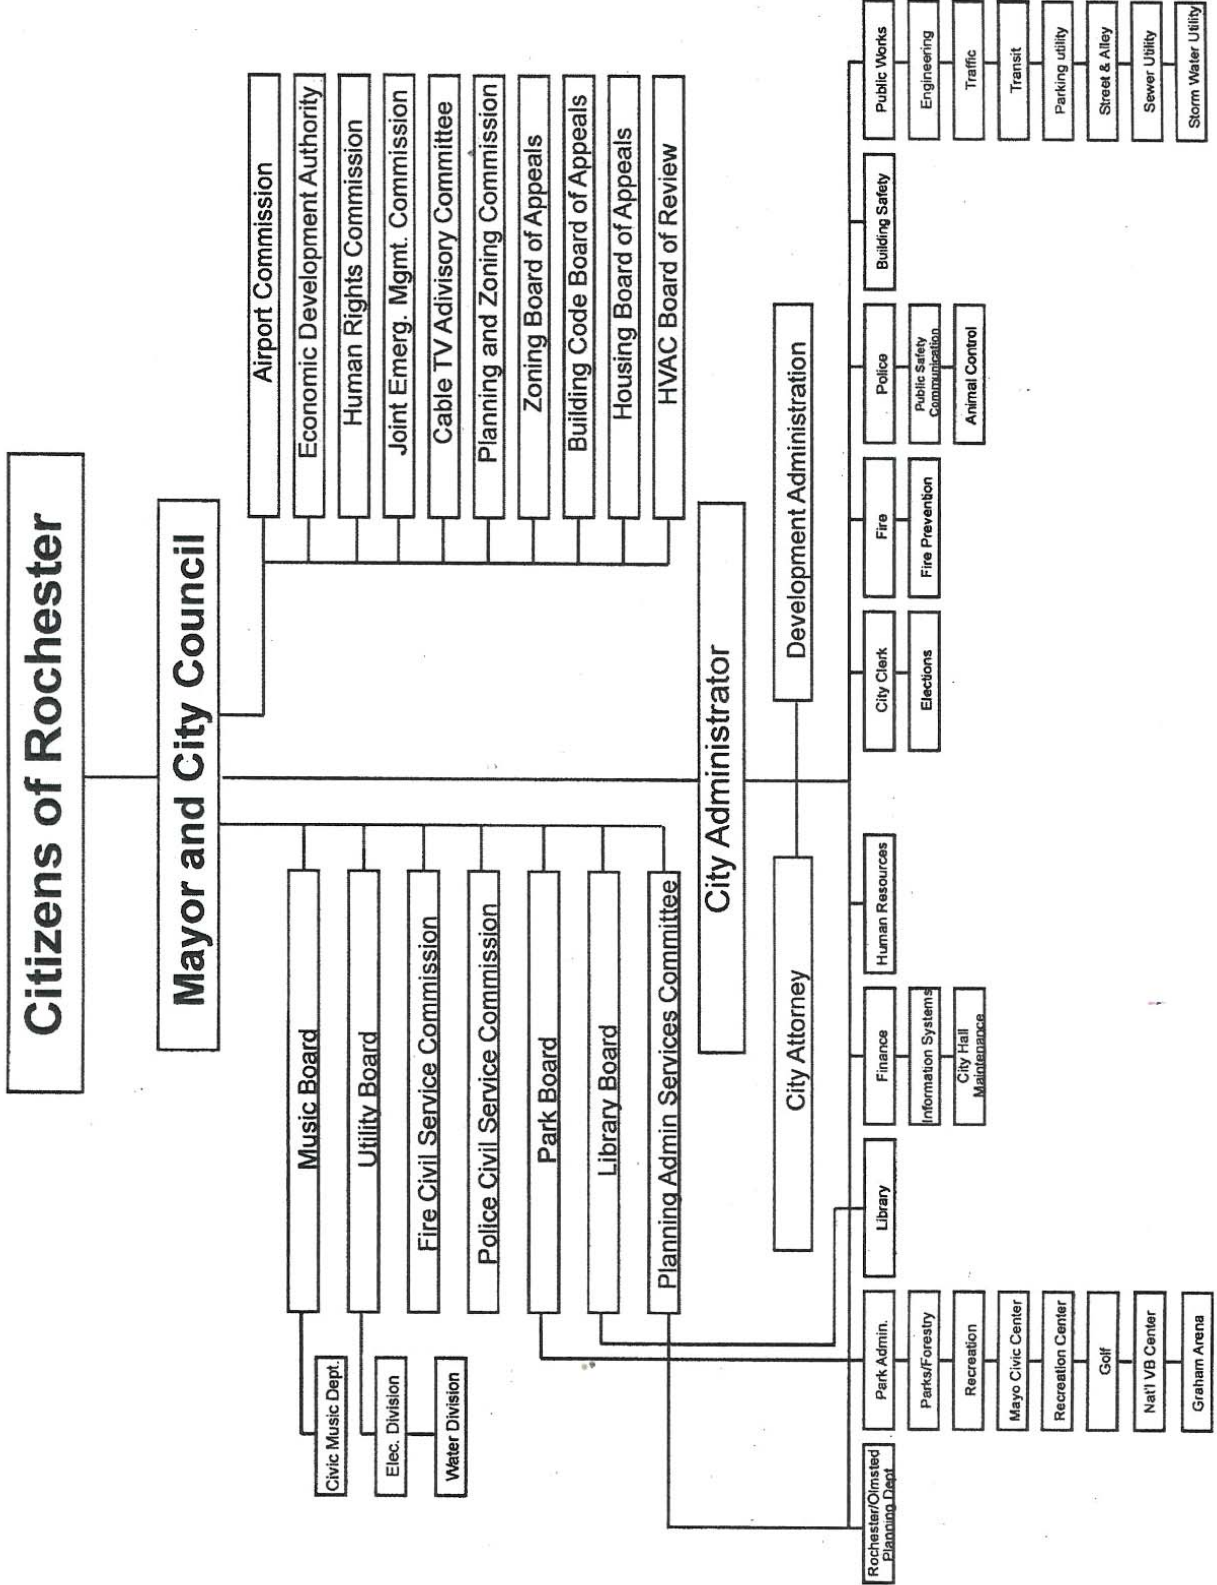 Citizens of Rochester
Mayor and City Council
Music Board
Civic Music Dept.
Utility Board
Elec. Division
Water Division
Fire Civil Service Commission
Police Civil Service Commission
Park Board
Library Board
Planning Admin Services Committee
Airport Commission
Economic Development Authority
Human Rights Commission
Joint Emerg. Mgmt. Commission
Cable TV Adivisory Committee
Planning and Zoning Commission
Zoning Board of Appeals
Building Code Board of Appeals
Housing Board of Appeals
HVAC Board of Review
City Administrator
City Attorney
Development Administration
Rochester/Olmsted
Planning Dept
Park Admin.
Parks/Forestry
Recreation
Mayo Civic Center
Recreation Center
Golf
Nat'l VB Center
Graham Arena
Library
Finance
Information Systems
City Hall
Maintenance
Human Resources
City Clerk
Elections
Fire
Fire Prevention
Police
Public Safety
Communication
Animal Control
Building Safety
Public Works
Engineering
Traffic
Transit
Parking utility
Street & Alley
Sewer Utility
Storm Water Utility